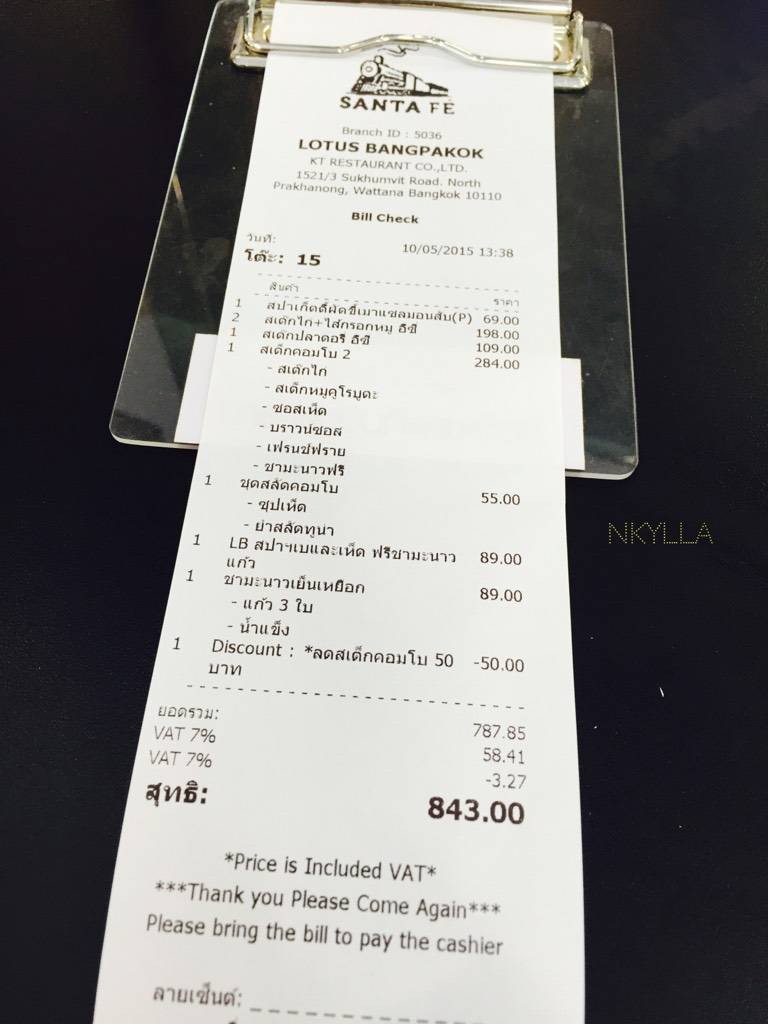 SANTA FE
Branch ID : 5036
LOTUS BANGPAKOK
KT RESTAURANT CO.,LTD.
1521/3 Sukhumvit Road. North
Prakhanong, Wattana Bangkok 10110
Bill Check
วันที่: 10/05/2015 13:38
โต๊ะ: 15
สินค้า ราคา
1 สปาเก็ตตี้ผัดขี้เมาแซลมอนสับ(P) 69.00
2 สเต็กไก่+ไส้กรอกหมู อีซี่ 198.00
1 สเต็กปลาดอรี่ อีซี่ 109.00
1 สเต็กคอมโบ 2 284.00
- สเต็กไก่
- สเต็กหมูคูโรบูตะ
- ซอสเห็ด
- บราวน์ซอส
- เฟรนช์ฟราย
- ชามะนาวฟรี
1 ชุดสลัดคอมโบ 55.00
- ซุปเห็ด
- ยำสลัดทูน่า
1 LB สปาฯเบและเห็ด ฟรีชามะนาว 89.00
แก้ว
1 ชามะนาวเย็นเหยือก 89.00
- แก้ว 3 ใบ
- น้ำแข็ง
1 Discount : *ลดสเต็กคอมโบ 50 -50.00
บาท
ยอดรวม: 787.85
VAT 7% 58.41
VAT 7% -3.27
สุทธิ: 843.00
*Price is Included VAT*
***Thank you Please Come Again***
Please bring the bill to pay the cashier
ลายเซ็นต์:
NKYLLA